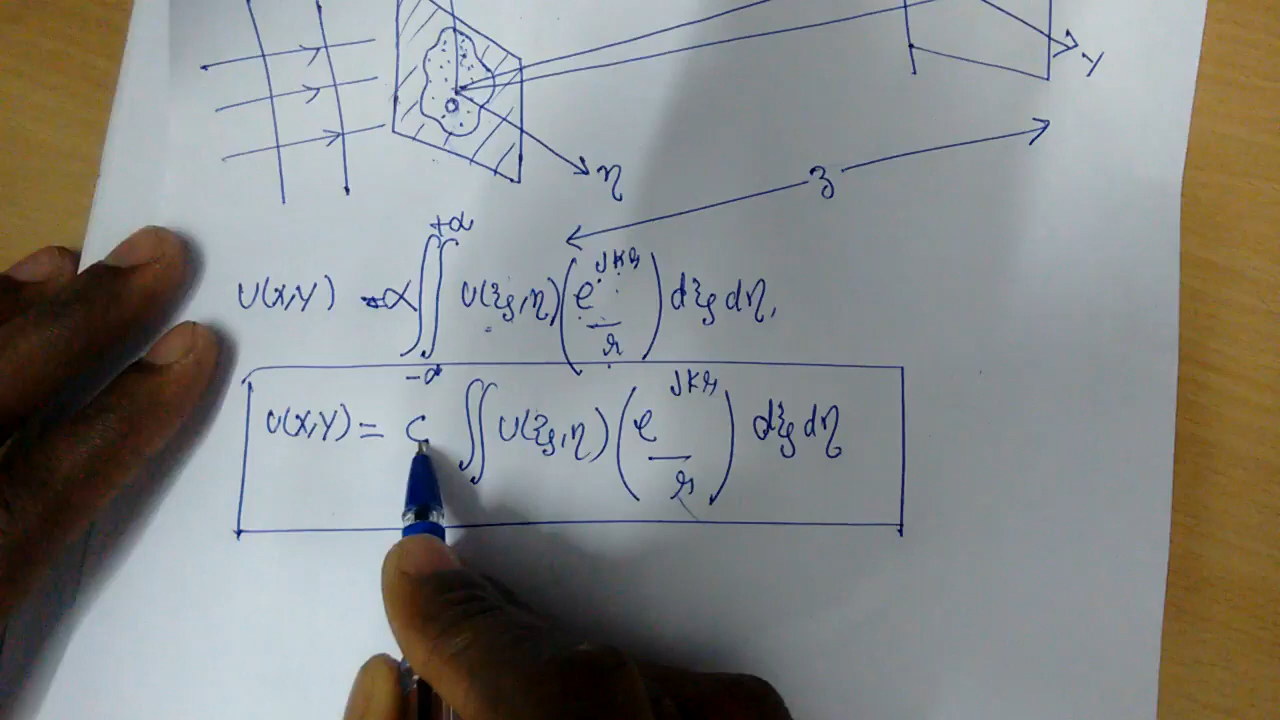 y
η
z
U(x,y) α ∫∫ U(ξ,η) (e^jkr / r) dξ dη,
+α
-α
U(x,y) = C ∫∫ U(ξ,η) (e^jkr / r) dξ dη